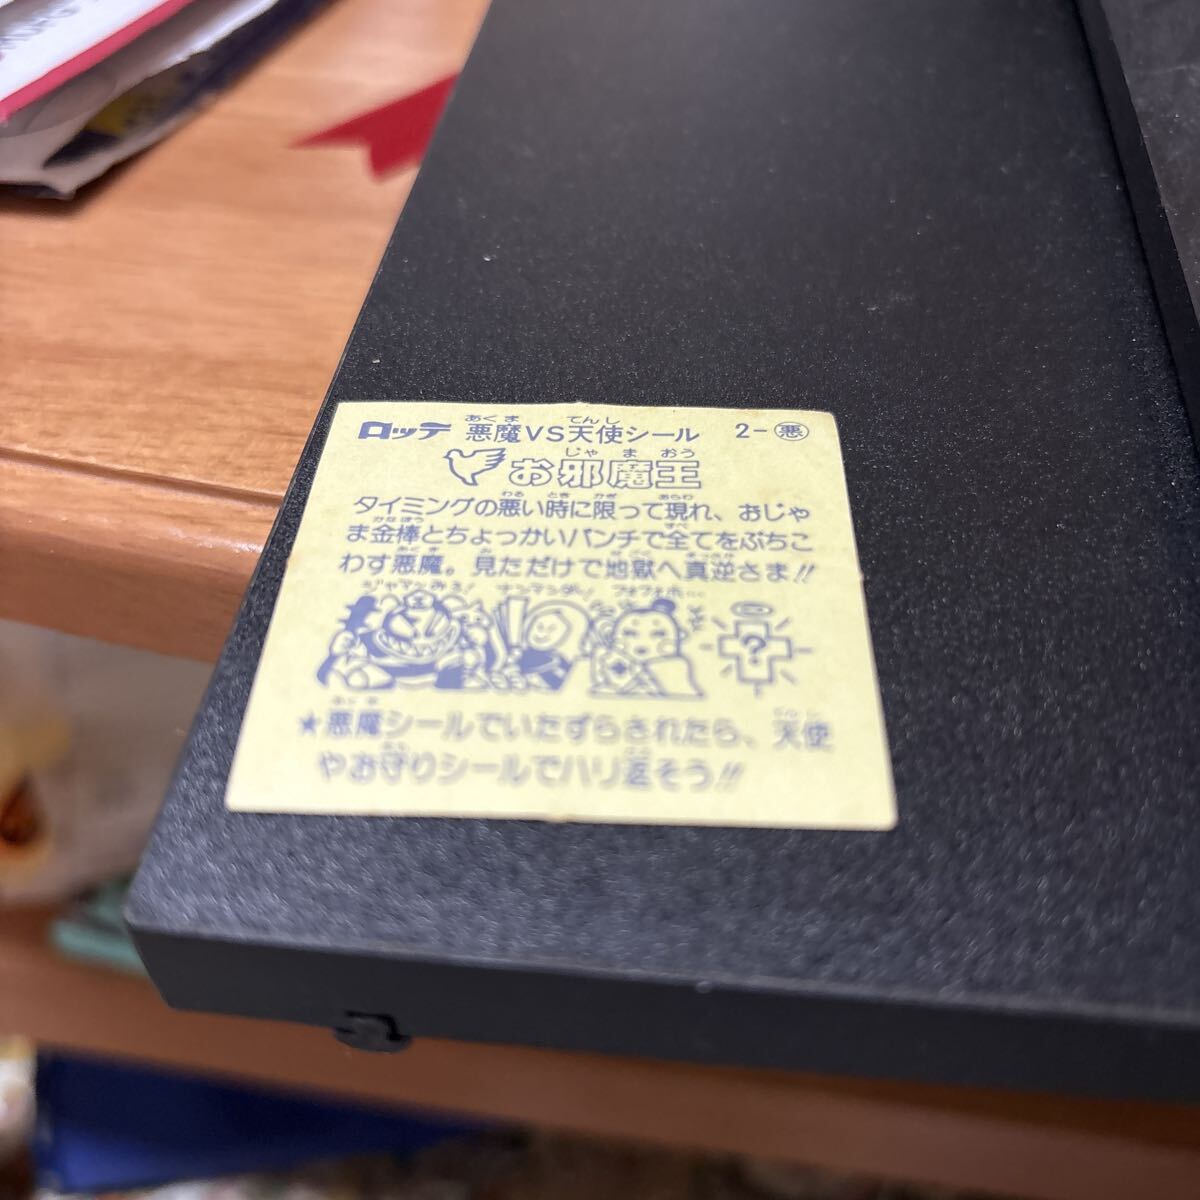 ロッテ 悪魔VS天使シール 2-悪
お邪魔王
タイミングの悪い時に限って現れ、おじゃ
ま金棒とちょっかいパンチで全てをぶちこ
わす悪魔。見ただけで地獄へ真逆さま!!
?
★悪魔シールでいたずらされたら、天使
やお守りシールでハリ返そう!!